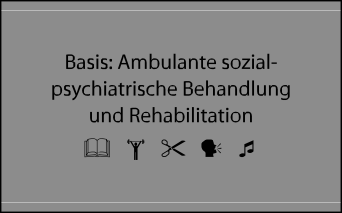 Basis: Ambulante sozial-
psychiatrische Behandlung
und Rehabilitation